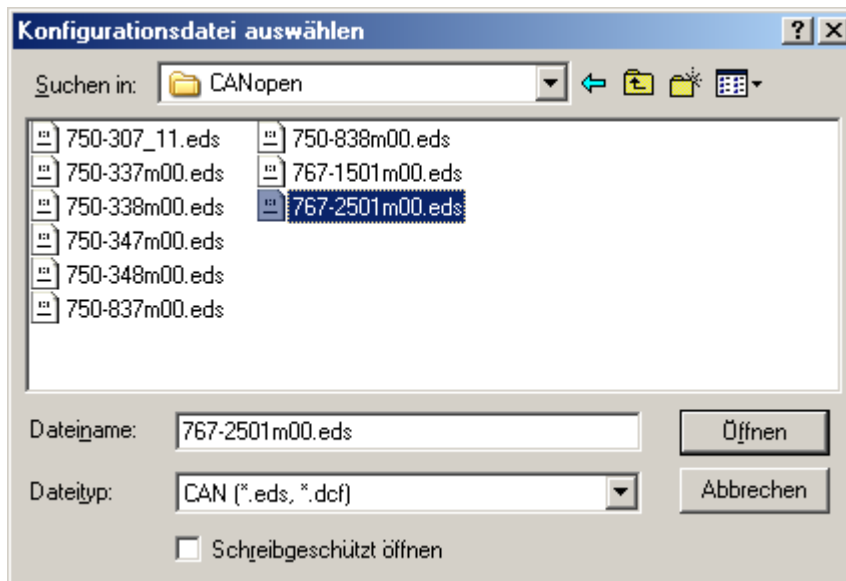 Konfigurationsdatei auswählen
Suchen in: CANopen
750-307_11.eds 750-838m00.eds
750-337m00.eds 767-1501m00.eds
750-338m00.eds 767-2501m00.eds
750-347m00.eds
750-348m00.eds
750-837m00.eds
Dateiname: 767-2501m00.eds Öffnen
Dateityp: CAN (*.eds, *.dcf) Abbrechen
Schreibgeschützt öffnen